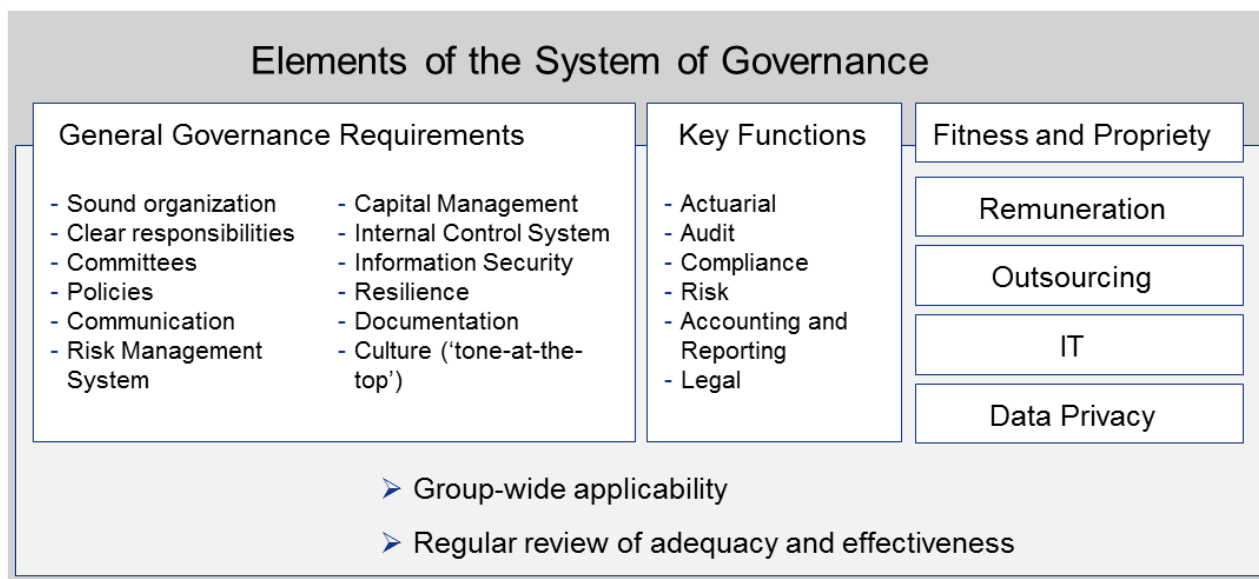 Elements of the System of Governance
General Governance Requirements
- Sound organization
- Clear responsibilities
- Committees
- Policies
- Communication
- Risk Management
System
- Capital Management
- Internal Control System
- Information Security
- Resilience
- Documentation
- Culture (‘tone-at-the-
top’)
Key Functions
- Actuarial
- Audit
- Compliance
- Risk
- Accounting and
Reporting
- Legal
Fitness and Propriety
Remuneration
Outsourcing
IT
Data Privacy
➢ Group-wide applicability
➢ Regular review of adequacy and effectiveness